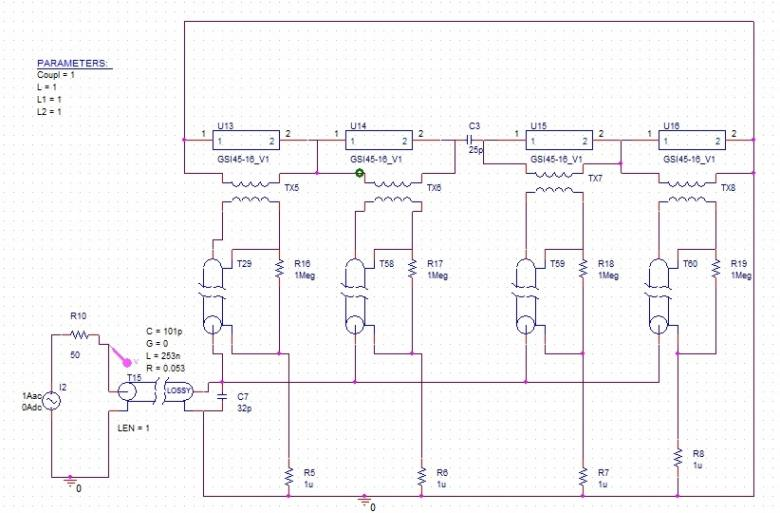 PARAMETERS:
Coupl = 1
L = 1
L1 = 1
L2 = 1
U13
1 1 2 2
GSI45-16_V1
TX5
U14
1 1 2 2
GSI45-16_V1
TX6
C3
25p
U15
1 1 2 2
GSI45-16_V1
TX7
U16
1 1 2 2
GSI45-16_V1
TX8
T29
R16
1Meg
T58
R17
1Meg
T59
R18
1Meg
T60
R19
1Meg
R10
50
C = 101p
G = 0
L = 253n
R = 0.053
V
T15
LOSSY
LEN = 1
I2
1Aac
0Adc
0
C7
32p
R5
1u
R6
1u
R7
1u
R8
1u
0